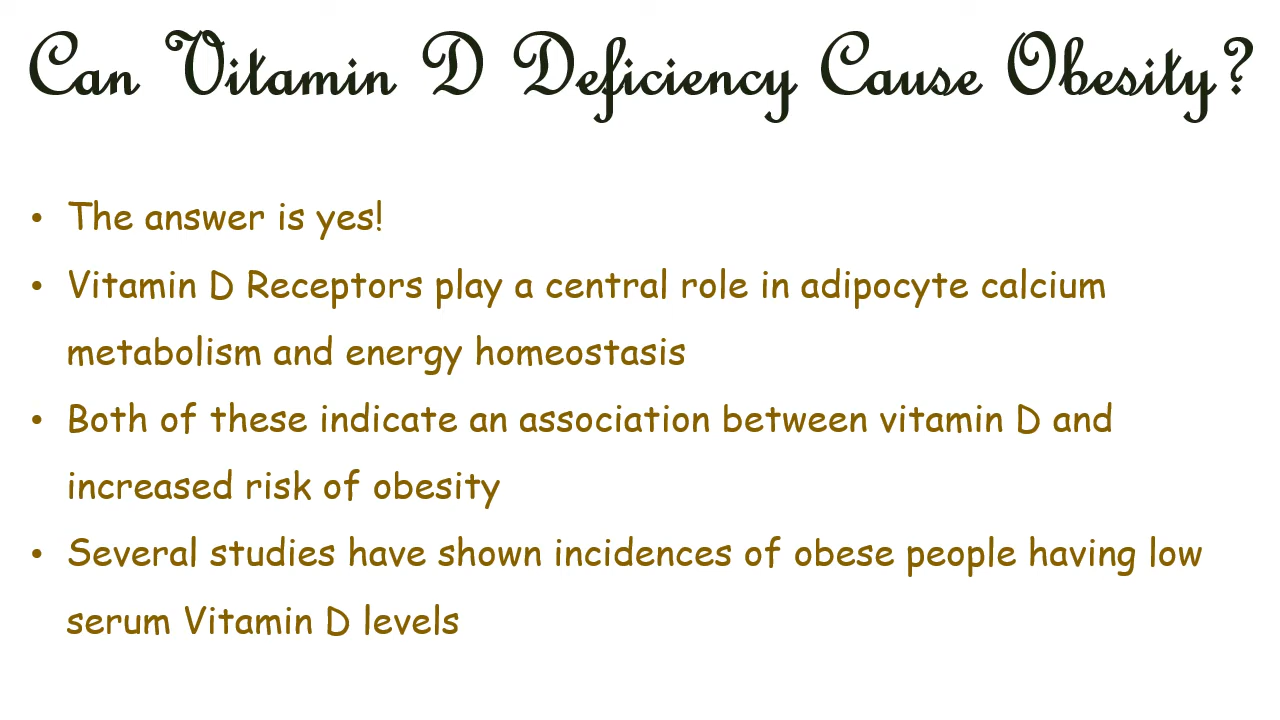 Can Vitamin D Deficiency Cause Obesity?
• The answer is yes!
• Vitamin D Receptors play a central role in adipocyte calcium
metabolism and energy homeostasis
• Both of these indicate an association between vitamin D and
increased risk of obesity
• Several studies have shown incidences of obese people having low
serum Vitamin D levels